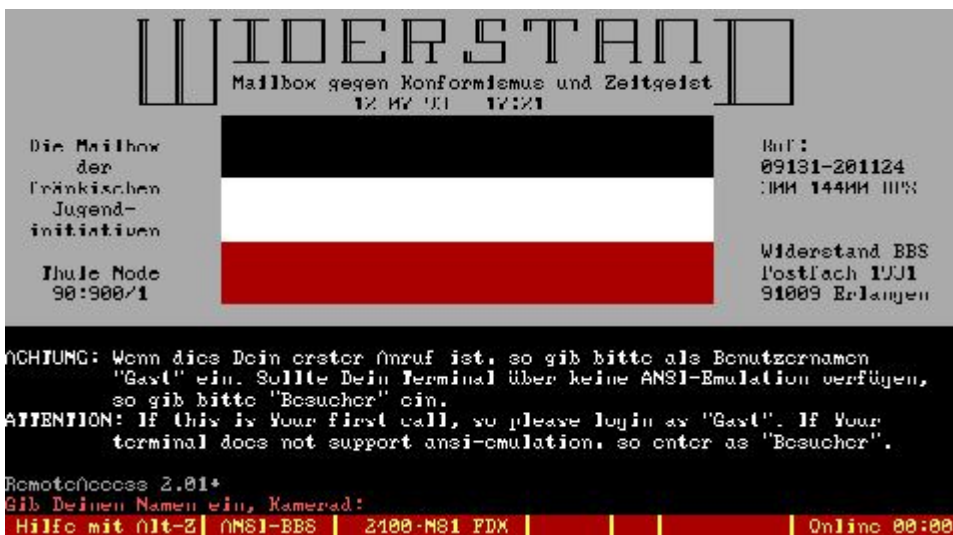 WIDERSTAND
Mailbox gegen Konformismus und Zeitgeist
17:21
Die Mailbox
der
Fränkischen
Jugend-
initiativen
Thule Node
90:900/1
Ruf:
09131-201124
Widerstand BBS
Postfach
91009 Erlangen
ACHTUNG: Wenn dies Dein erster Anruf ist, so gib bitte als Benutzernamen
"Gast" ein. Sollte Dein Terminal über keine ANSI-Emulation verfügen,
so gib bitte "Besucher" ein.
ATTENTION: If this is Your first call, so please login as "Gast". If Your
terminal does not support ansi-emulation, so enter as "Besucher".
RemoteAccess 2.01+
Gib Deinen Namen ein, Kamerad:
Hilfe mit Alt-Z ANSI-BBS 2400-N81 FDX Online 00:00